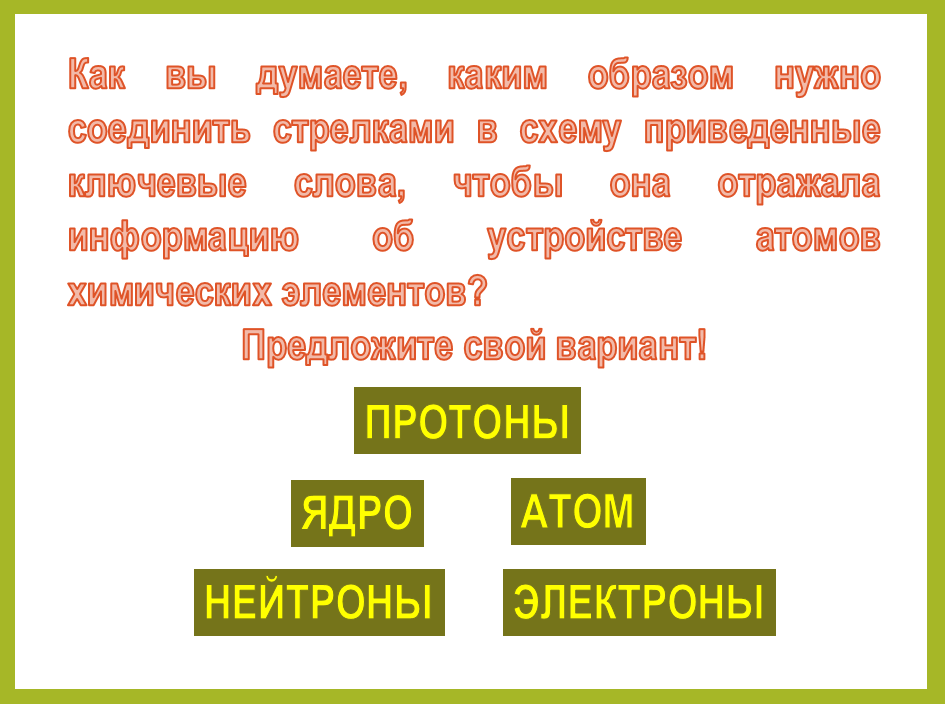 Как вы думаете, каким образом нужно
соединить стрелками в схему приведенные
ключевые слова, чтобы она отражала
информацию об устройстве атомов
химических элементов?
Предложите свой вариант!
ПРОТОНЫ
ЯДРО АТОМ
НЕЙТРОНЫ ЭЛЕКТРОНЫ